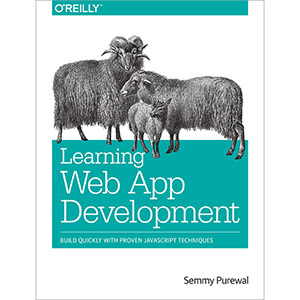 O'REILLY®
Learning
Web App
Development
BUILD QUICKLY WITH PROVEN JAVASCRIPT TECHNIQUES
Semmy Purewal